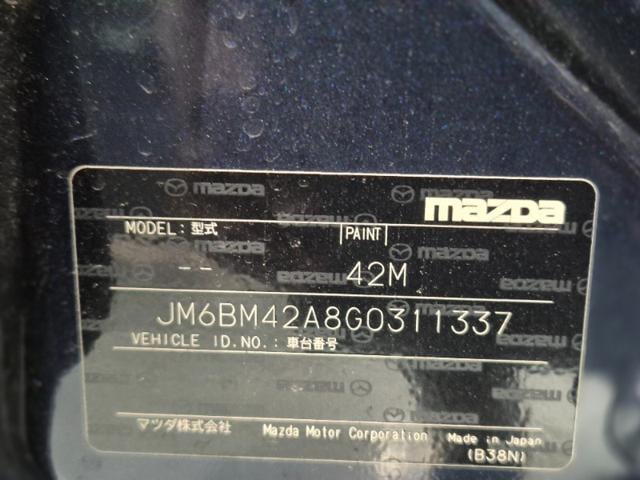 mazda
MODEL: 型式 PAINT
-- 42M
JM6BM42A8G0311337
VEHICLE ID.NO.: 車台番号
マツダ株式会社 Mazda Motor Corporation Made in Japan
(B38N)